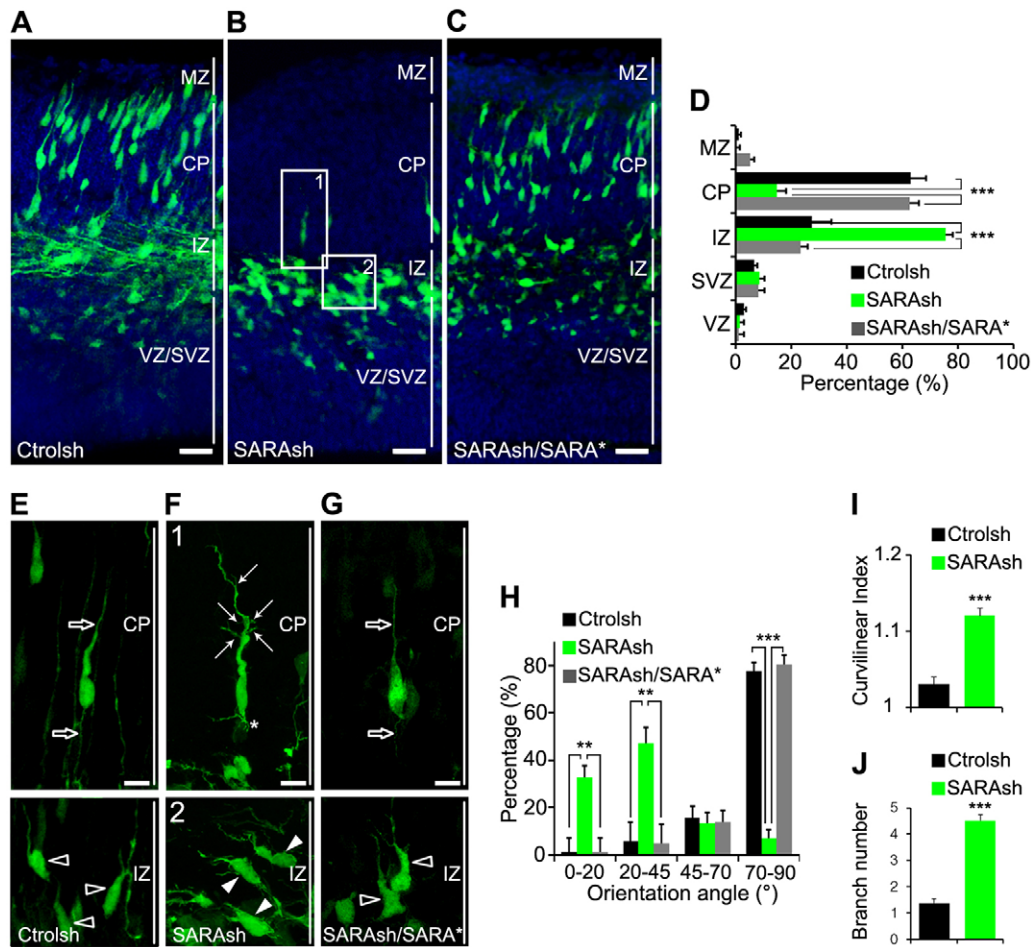 A
B
C
MZ
CP
IZ
VZ/SVZ
Ctrolsh
MZ
1
CP
2
IZ
VZ/SVZ
SARAsh
MZ
CP
IZ
VZ/SVZ
SARAsh/SARA*
D
MZ
CP
IZ
SVZ
VZ
***
***
Ctrolsh
SARAsh
SARAsh/SARA*
0 20 40 60 80 100
Percentage (%)
E
F
G
CP
1
CP
*
CP
IZ
Ctrolsh
2
IZ
SARAsh
IZ
SARAsh/SARA*
H
Ctrolsh
SARAsh
SARAsh/SARA*
Percentage (%)
80
60
40
20
0
**
**
***
0-20 20-45 45-70 70-90
Orientation angle (°)
I
Ctrolsh
SARAsh
Curvilinear Index
1.2
1.1
1
***
J
Ctrolsh
SARAsh
Branch number
5
4
3
2
1
0
***